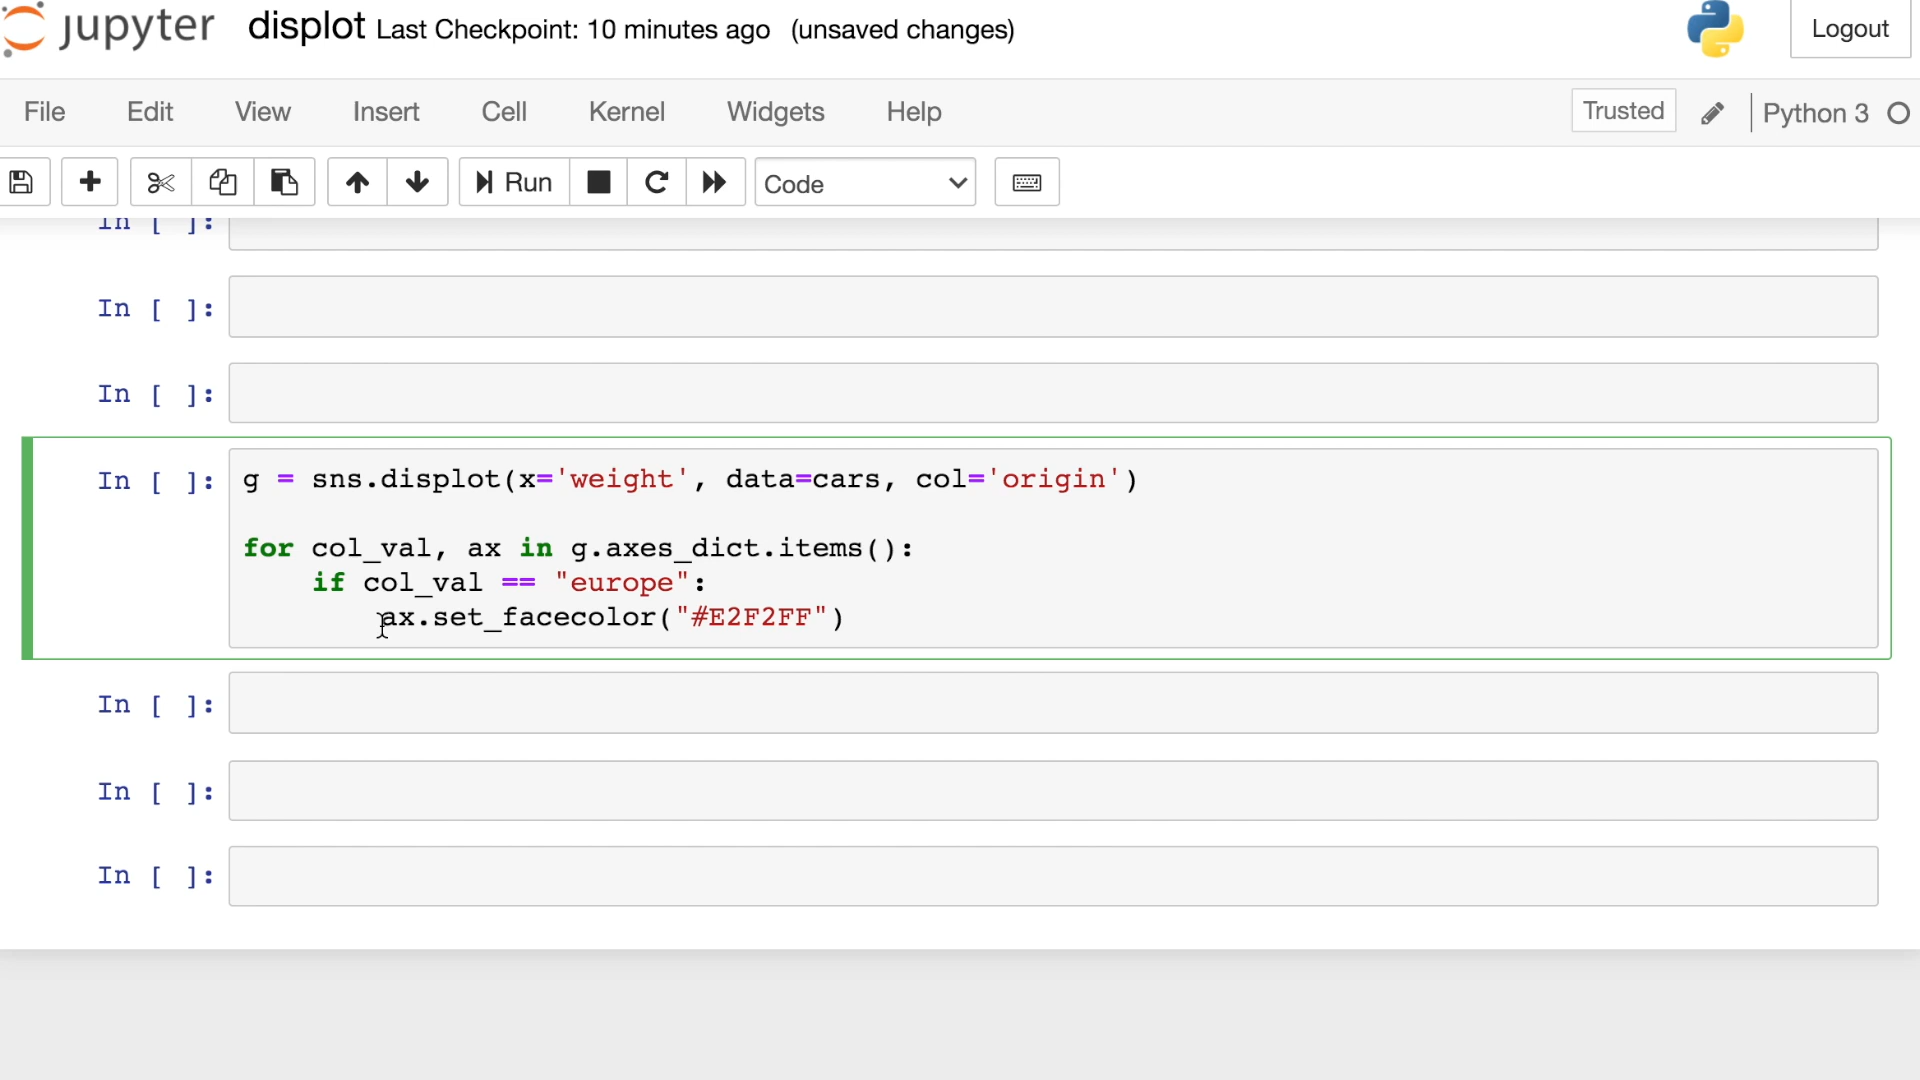 jupyter displot Last Checkpoint: 10 minutes ago (unsaved changes) Logout
File Edit View Insert Cell Kernel Widgets Help Trusted Python 3
Run Code
In [ ]:
In [ ]:
In [ ]:
In [ ]: g = sns.displot(x='weight', data=cars, col='origin')
for col_val, ax in g.axes_dict.items():
    if col_val == "europe":
        ax.set_facecolor("#E2F2FF")
In [ ]:
In [ ]:
In [ ]: